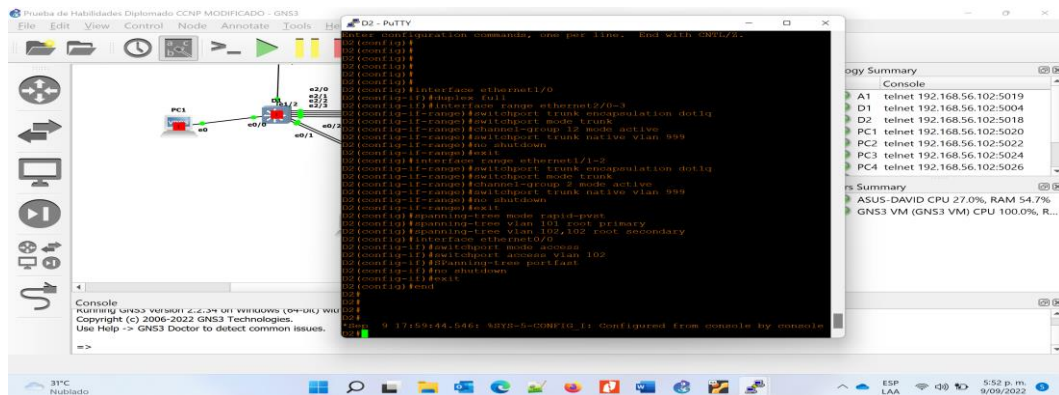 Prueba de Habilidades Diplomado CCNP MODIFICADO - GNS3
File Edit View Control Node Annotate Tools He
D2 - PuTTY
Enter configuration commands, one per line. End with CNTL/Z.
D2(config)#
D2(config)#
D2(config)#
D2(config)#
D2(config)#interface ethernet1/0
D2(config-if)#duplex full
D2(config-if)#interface range ethernet2/0-3
D2(config-if-range)#switchport trunk encapsulation dot1q
D2(config-if-range)#switchport mode trunk
D2(config-if-range)#channel-group 12 mode active
D2(config-if-range)#switchport trunk native vlan 999
D2(config-if-range)#no shutdown
D2(config-if-range)#exit
D2(config)#interface range ethernet1/1-2
D2(config-if-range)#switchport trunk encapsulation dot1q
D2(config-if-range)#switchport mode trunk
D2(config-if-range)#channel-group 2 mode active
D2(config-if-range)#switchport trunk native vlan 999
D2(config-if-range)#no shutdown
D2(config-if-range)#exit
D2(config)#spanning-tree mode rapid-pvst
D2(config)#spanning-tree vlan 101 root primary
D2(config)#spanning-tree vlan 102,102 root secondary
D2(config)#interface ethernet0/0
D2(config-if)#switchport mode access
D2(config-if)#switchport access vlan 102
D2(config-if)#SPanning-tree portfast
D2(config-if)#no shutdown
D2(config-if)#exit
D2(config)#end
D2#
D2#
D2#
*Sep 9 17:59:44.546: %SYS-5-CONFIG_I: Configured from console by console
D2#
PC1
e0
e0/0
D1
e1/2
e2/0
e2/1
e2/2
e2/3
e0/2
e0/1
ogy Summary
Console
A1 telnet 192.168.56.102:5019
D1 telnet 192.168.56.102:5004
D2 telnet 192.168.56.102:5018
PC1 telnet 192.168.56.102:5020
PC2 telnet 192.168.56.102:5022
PC3 telnet 192.168.56.102:5024
PC4 telnet 192.168.56.102:5026
rs Summary
ASUS-DAVID CPU 27.0%, RAM 54.7%
GNS3 VM (GNS3 VM) CPU 100.0%, R...
Console
Running GNS3 version 2.2.34 on Windows (64-bit) with
Copyright (c) 2006-2022 GNS3 Technologies.
Use Help -> GNS3 Doctor to detect common issues.
=>
31°C
Nublado
ESP
LAA
5:52 p. m.
9/09/2022